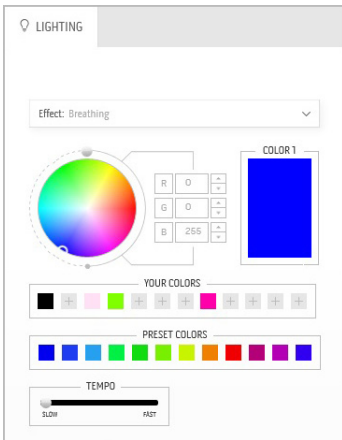 LIGHTING
Effect: Breathing
COLOR 1
R 0
G 0
B 255
YOUR COLORS
PRESET COLORS
TEMPO
SLOW FAST